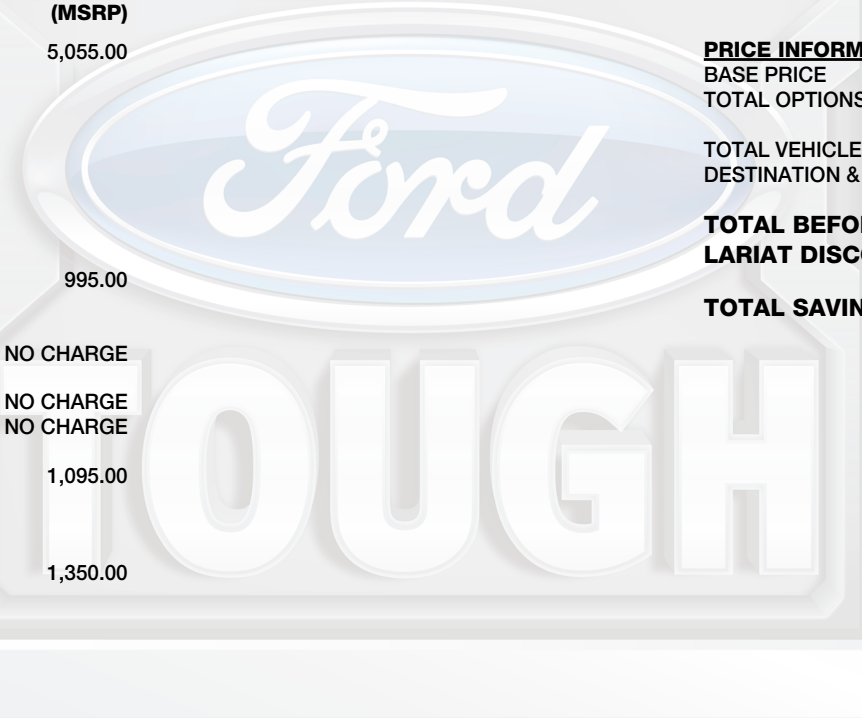 (MSRP)
5,055.00
995.00
NO CHARGE
NO CHARGE
NO CHARGE
1,095.00
1,350.00
PRICE INFORM
BASE PRICE
TOTAL OPTIONS
TOTAL VEHICLE
DESTINATION &
TOTAL BEFO
LARIAT DISC
TOTAL SAVIN
Ford
TOUGH